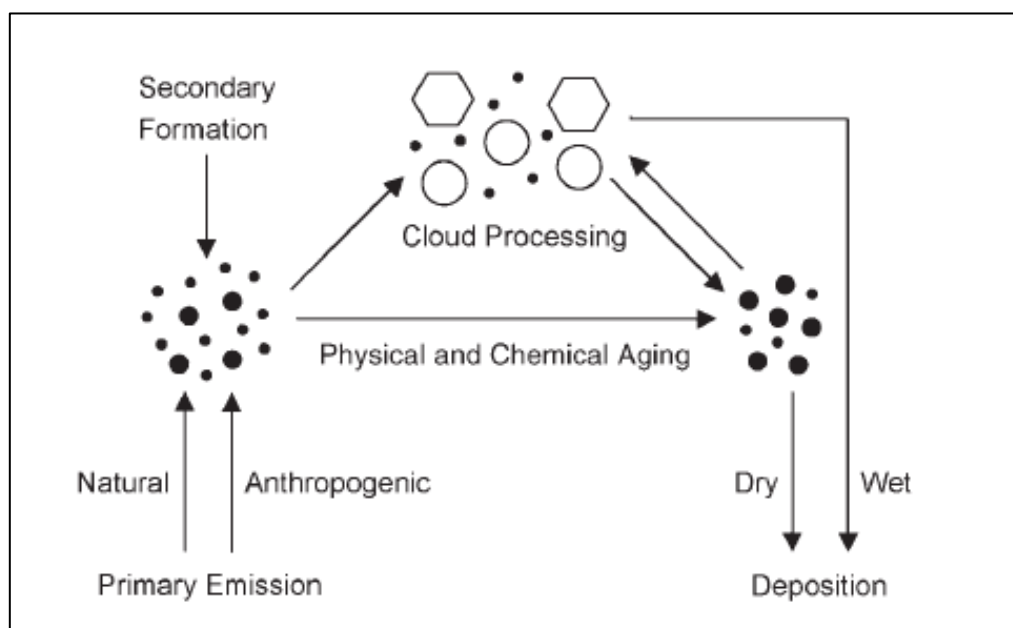 Secondary
Formation
Cloud Processing
Physical and Chemical Aging
Natural
Anthropogenic
Dry
Wet
Primary Emission
Deposition